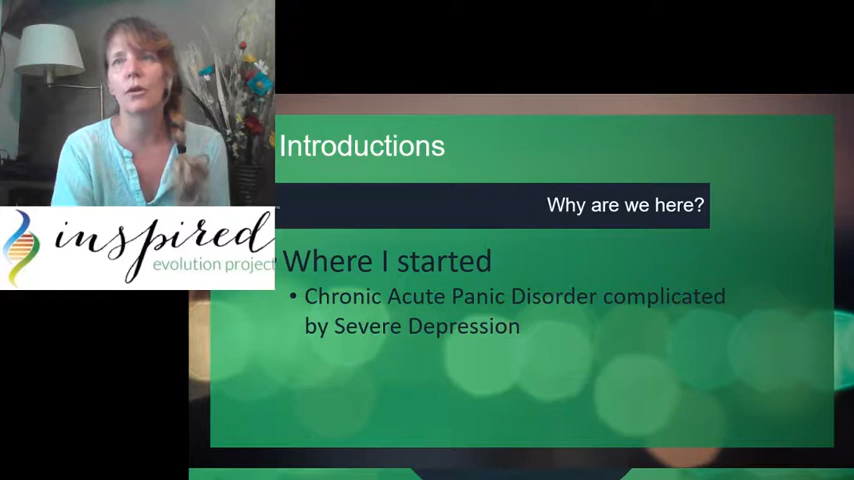 Introductions
Why are we here?
inspired
evolution project
Where I started
• Chronic Acute Panic Disorder complicated
by Severe Depression